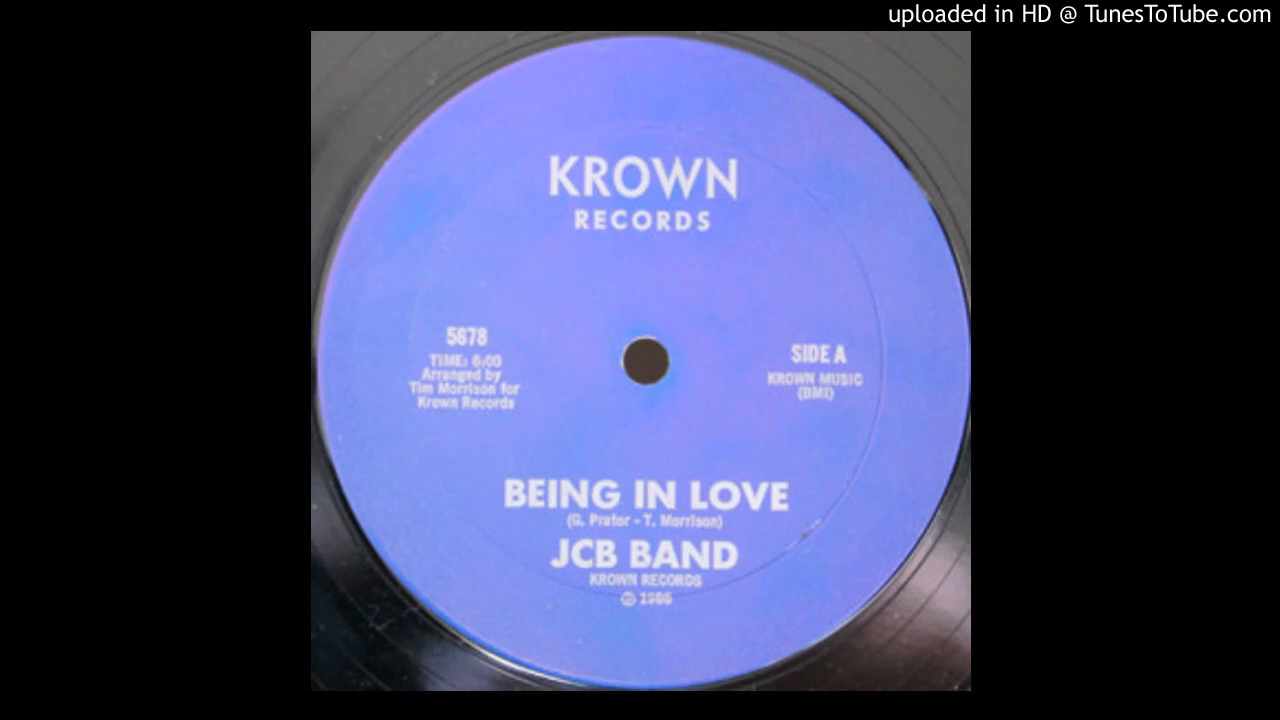 uploaded in HD @ TunesToTube.com
KROWN
RECORDS
5678
TIME: 6:00
Arranged by
Tim Morrison for
Krown Records
SIDE A
KROWN MUSIC
(BMI)
BEING IN LOVE
(G. Prator - T. Morrison)
JCB BAND
KROWN RECORDS
℗ 1986